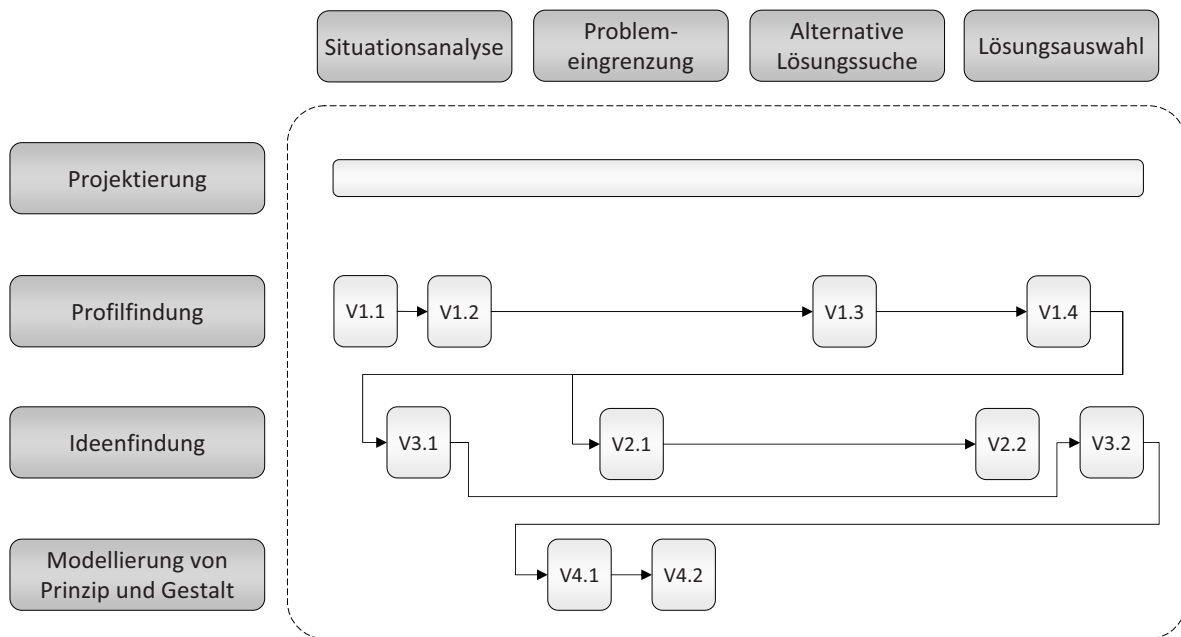 Situationsanalyse
Problem-
eingrenzung
Alternative
Lösungssuche
Lösungsauswahl
Projektierung
Profilfindung
V1.1
V1.2
V1.3
V1.4
Ideenfindung
V3.1
V2.1
V2.2
V3.2
Modellierung von
Prinzip und Gestalt
V4.1
V4.2